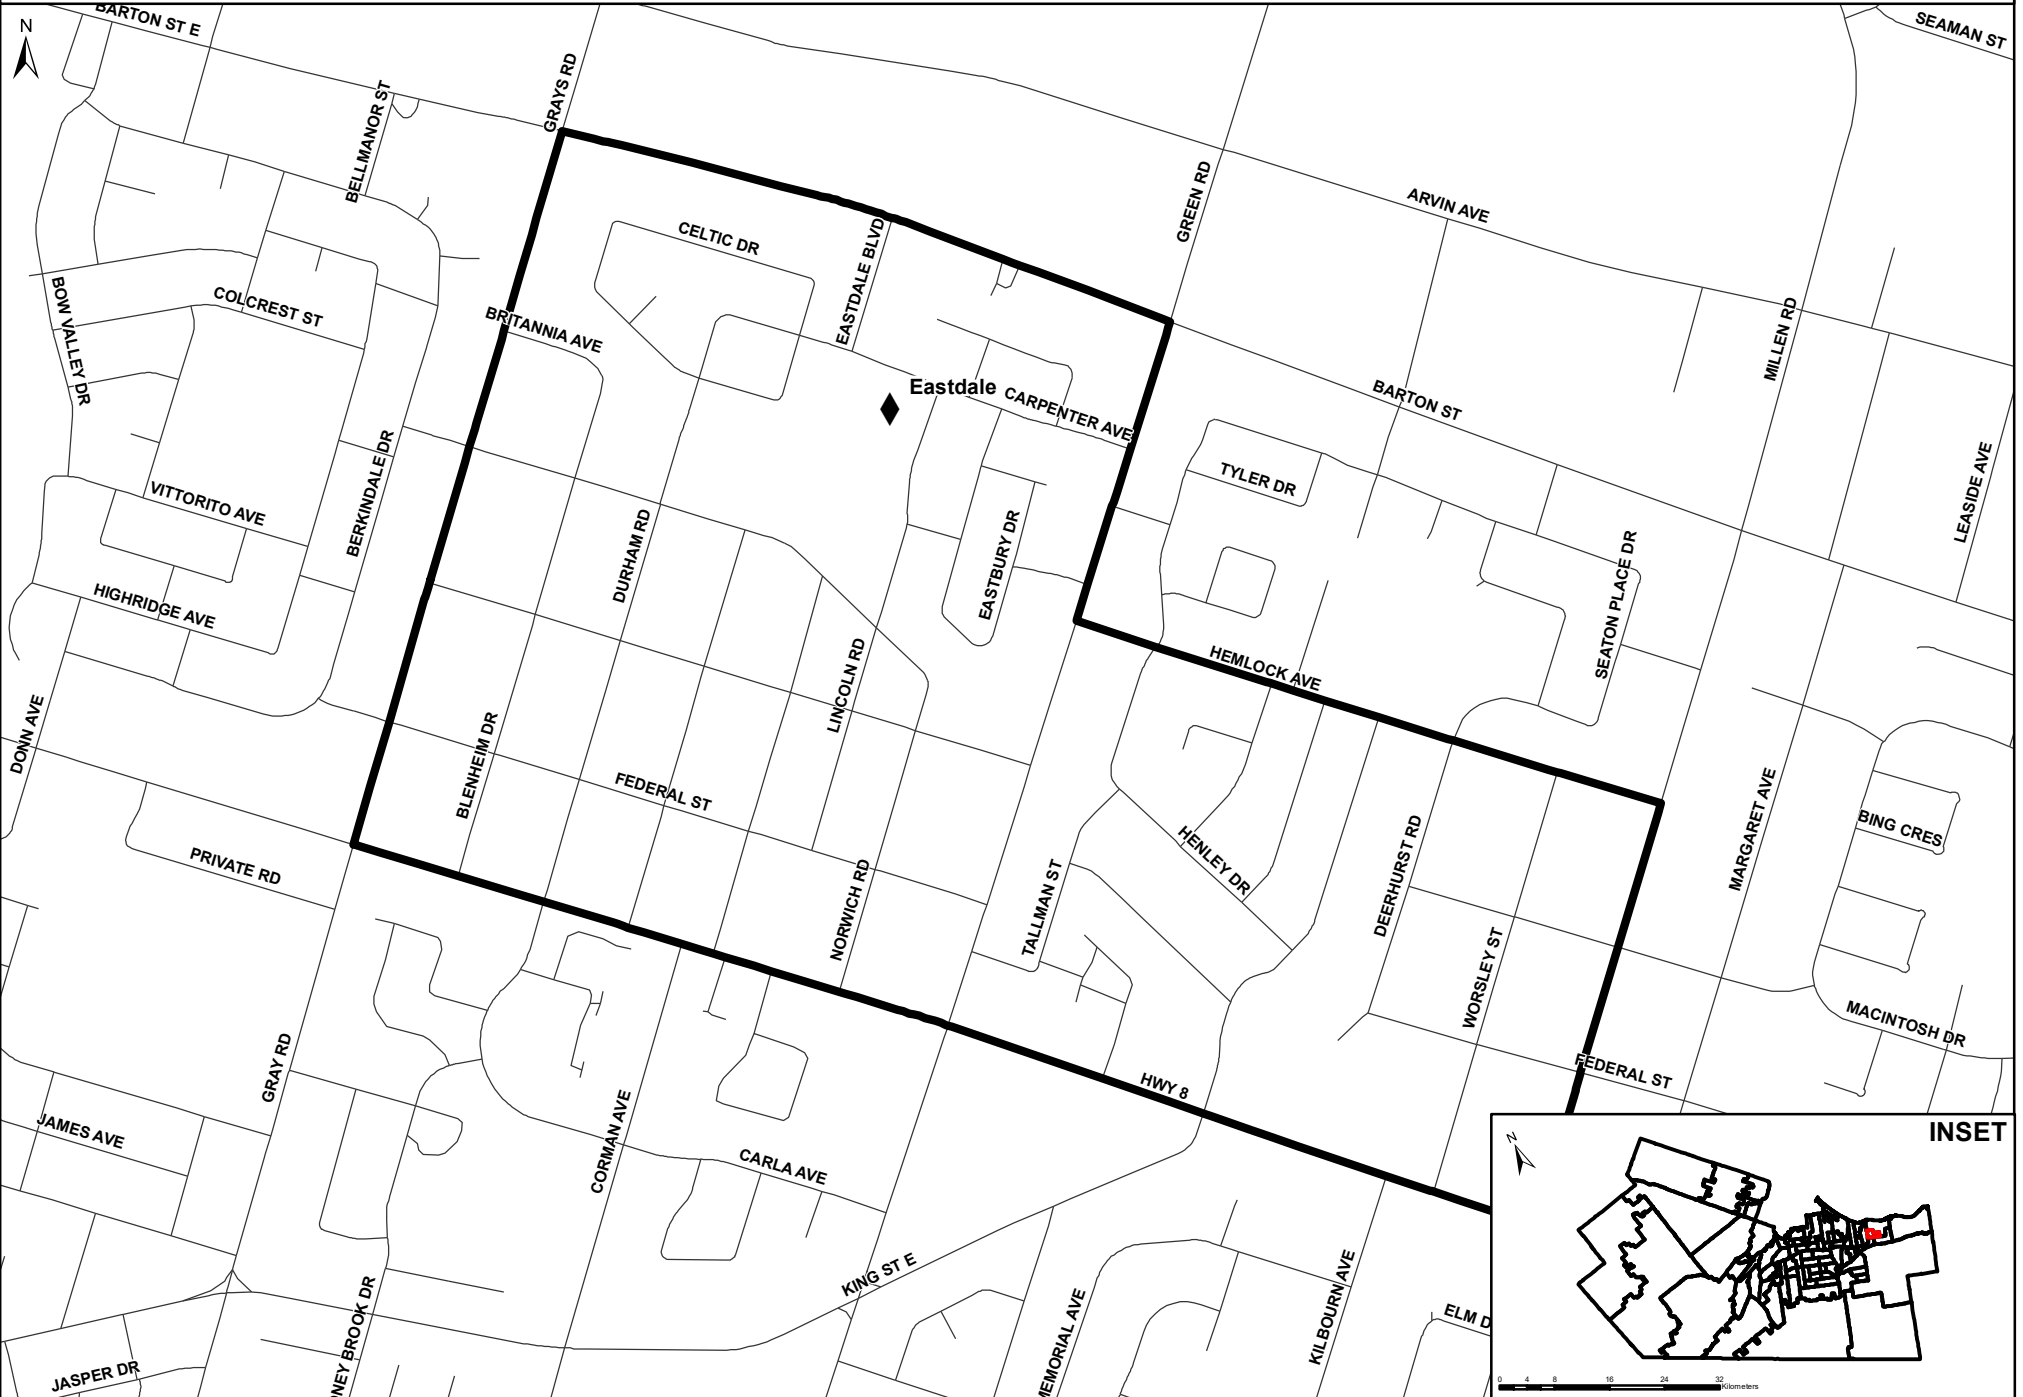 BARTON ST E
SEAMAN ST
N
GRAYS RD
BELLMANOR ST
GREEN RD
ARVIN AVE
CELTIC DR
EASTDALE BLVD
BOW VALLEY DR
COLCREST ST
BRITANNIA AVE
MILLEN RD
Eastdale
CARPENTER AVE
BARTON ST
TYLER DR
LEASIDE AVE
VITTORITO AVE
BERKINDALE DR
DURHAM RD
EASTBURY DR
SEATON PLACE DR
HIGHRIDGE AVE
LINCOLN RD
HEMLOCK AVE
DONN AVE
BLENHEIM DR
FEDERAL ST
MARGARET AVE
BING CRES
PRIVATE RD
HENLEY DR
DEERHURST RD
NORWICH RD
TALLMAN ST
WORSLEY ST
MACINTOSH DR
GRAY RD
HWY 8
FEDERAL ST
JAMES AVE
CORMAN AVE
CARLA AVE
INSET
N
KING ST E
NEY BROOK DR
MEMORIAL AVE
KILBOURN AVE
ELM D
JASPER DR
0 4 8 16 24 32
Kilometers